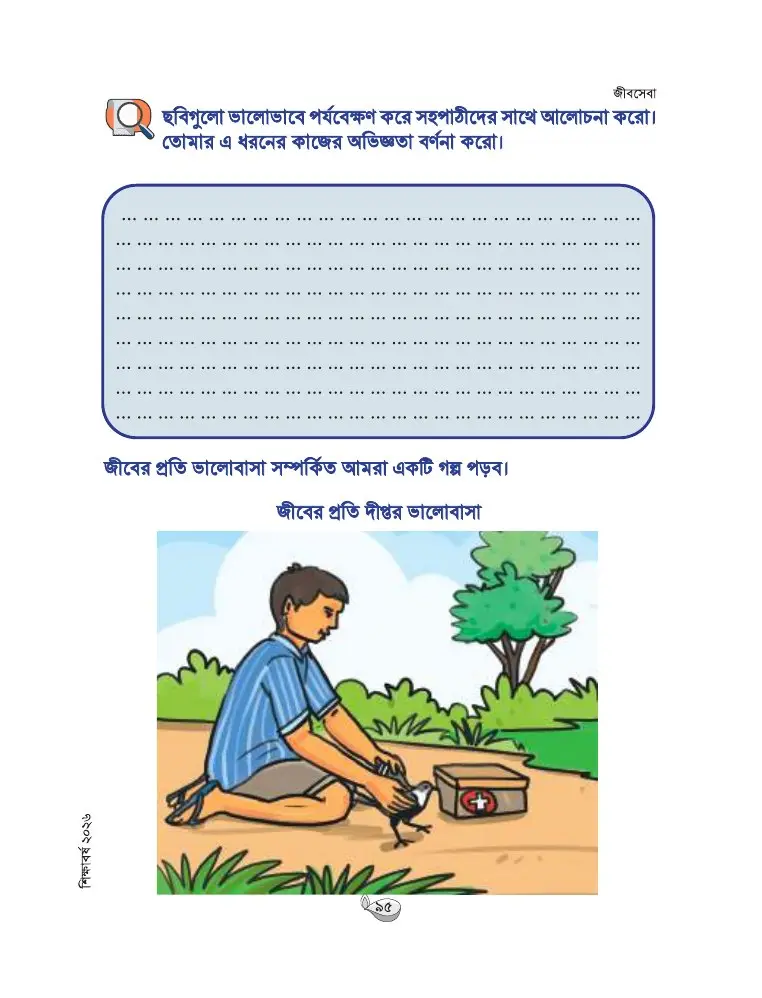 জীবসেবা
ছবিগুলো ভালোভাবে পর্যবেক্ষণ করে সহপাঠীদের সাথে আলোচনা করো।
তোমার এ ধরনের কাজের অভিজ্ঞতা বর্ণনা করো।
... ... ... ... ... ... ... ... ... ... ... ... ... ... ... ... ... ... ... ... ... ... ... ...
... ... ... ... ... ... ... ... ... ... ... ... ... ... ... ... ... ... ... ... ... ... ... ... ...
... ... ... ... ... ... ... ... ... ... ... ... ... ... ... ... ... ... ... ... ... ... ... ... ...
... ... ... ... ... ... ... ... ... ... ... ... ... ... ... ... ... ... ... ... ... ... ... ... ...
... ... ... ... ... ... ... ... ... ... ... ... ... ... ... ... ... ... ... ... ... ... ... ... ...
... ... ... ... ... ... ... ... ... ... ... ... ... ... ... ... ... ... ... ... ... ... ... ... ...
... ... ... ... ... ... ... ... ... ... ... ... ... ... ... ... ... ... ... ... ... ... ... ... ...
... ... ... ... ... ... ... ... ... ... ... ... ... ... ... ... ... ... ... ... ... ... ... ... ...
... ... ... ... ... ... ... ... ... ... ... ... ... ... ... ... ... ... ... ... ... ... ... ... ...
জীবের প্রতি ভালোবাসা সম্পর্কিত আমরা একটি গল্প পড়ব।
জীবের প্রতি দীপ্তর ভালোবাসা
শিক্ষাবর্ষ ২০২৬
৯৫